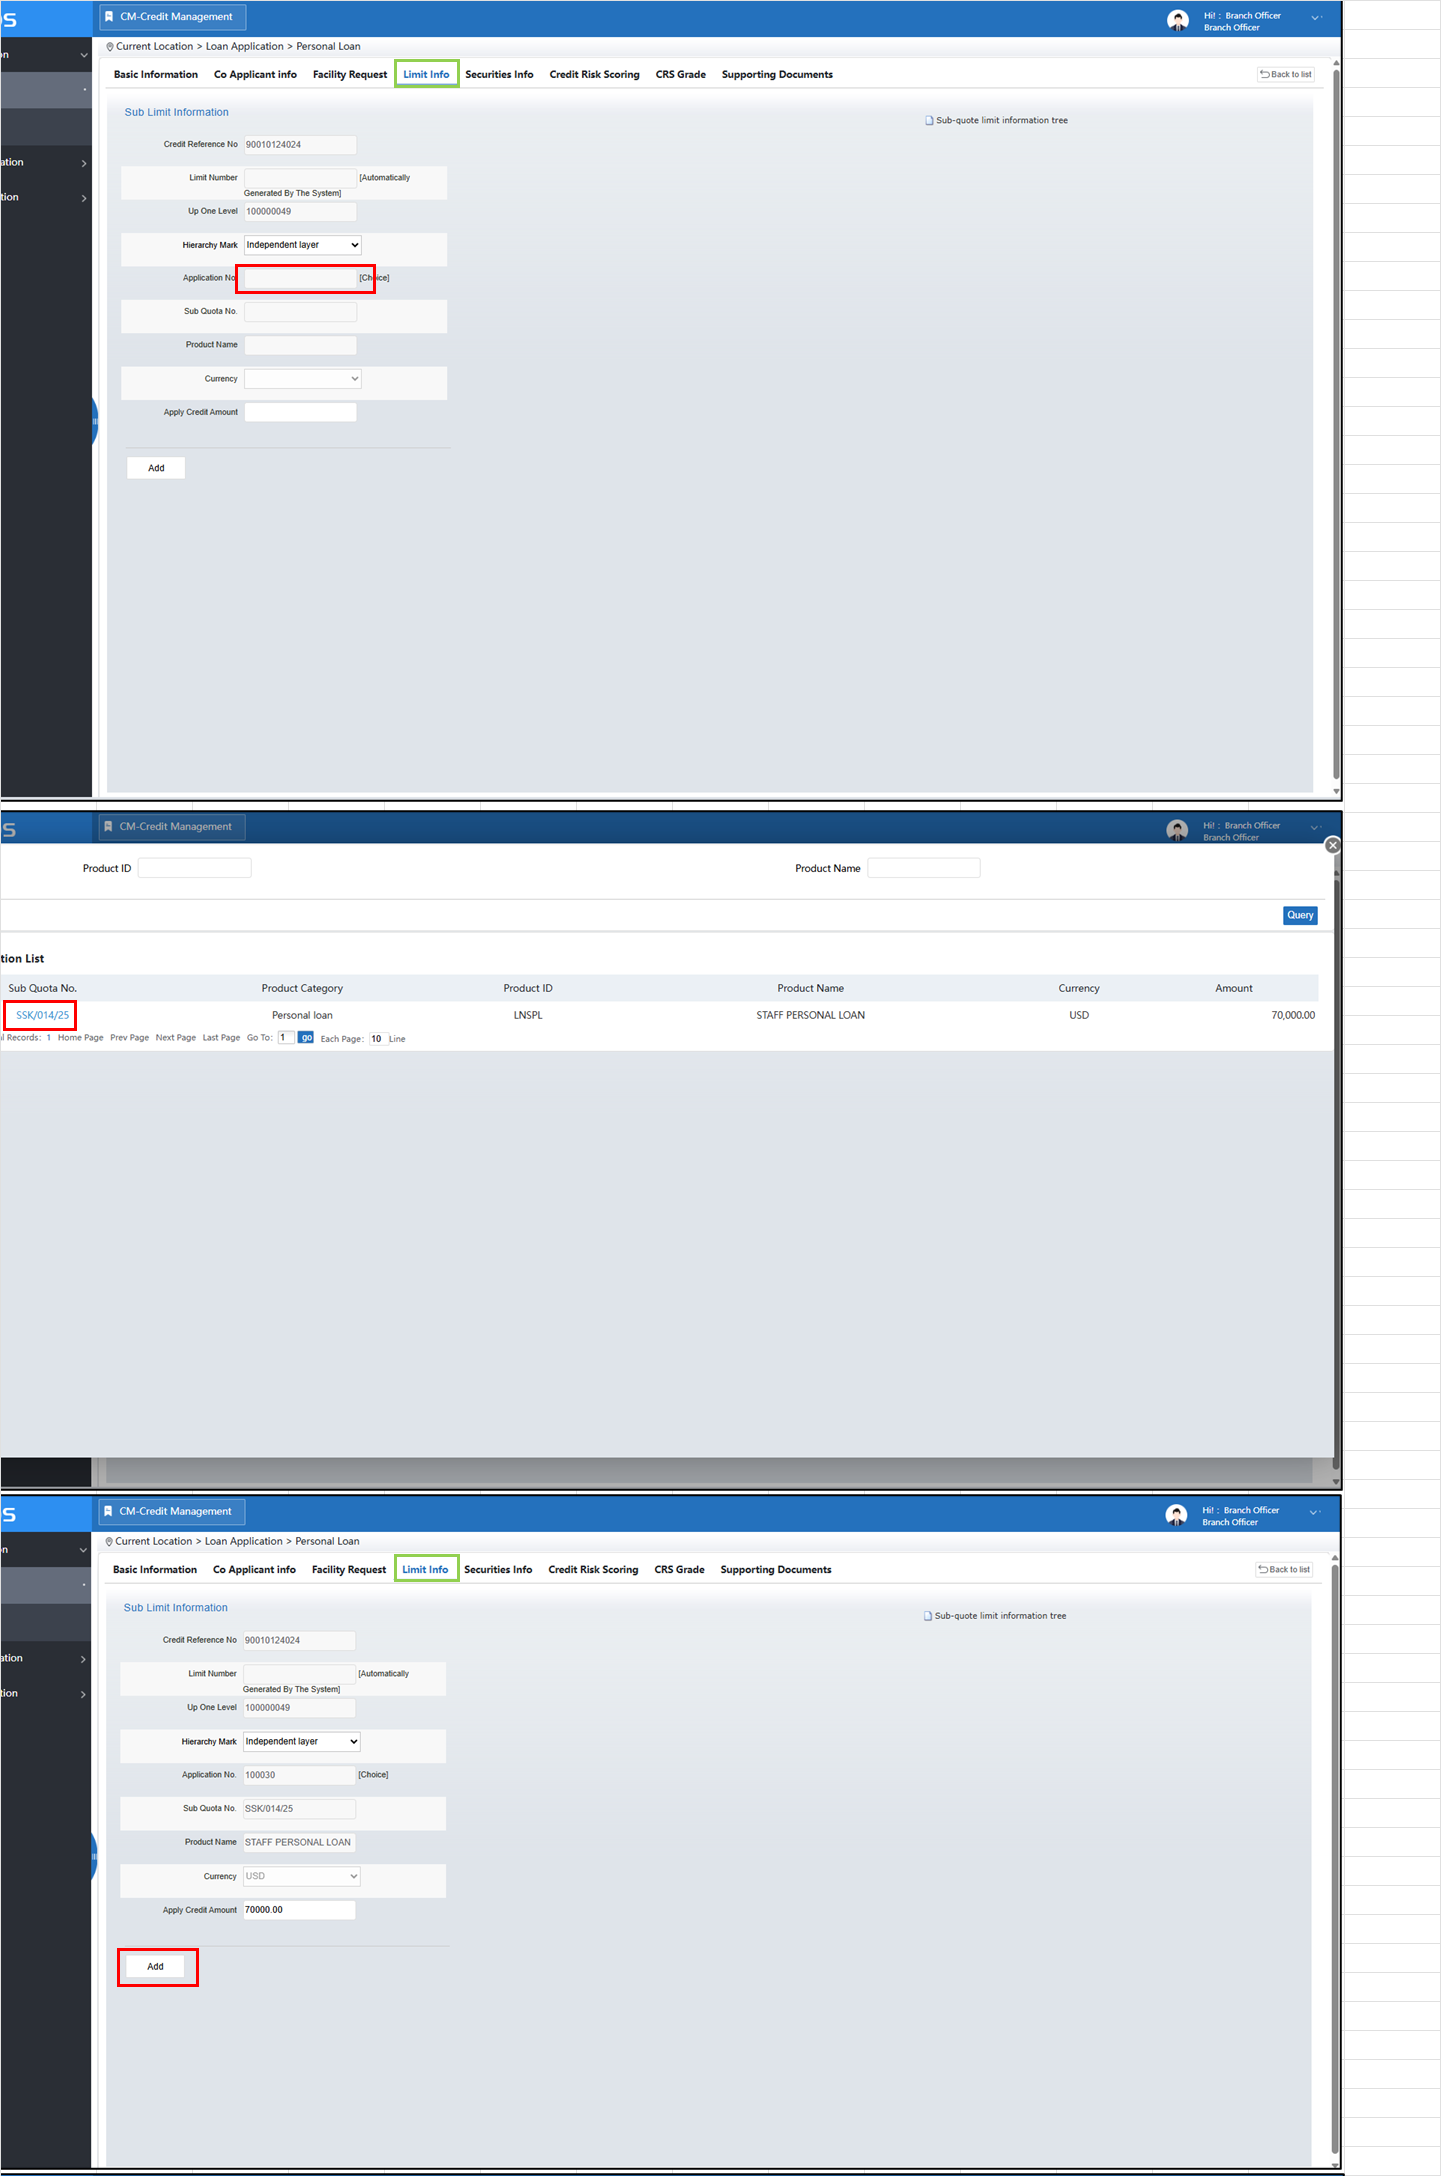 os
CM-Credit Management
Hi! : Branch Officer
Branch Officer
Current Location > Loan Application > Personal Loan
Basic Information Co Applicant info Facility Request Limit Info Securities Info Credit Risk Scoring CRS Grade Supporting Documents
Back to list
Sub Limit Information
Sub-quote limit information tree
Credit Reference No 90010124024
Limit Number [Automatically
Generated By The System]
Up One Level 100000049
Hierarchy Mark Independent layer
Application No. [Choice]
Sub Quota No.
Product Name
Currency
Apply Credit Amount
Add
on
ation
tion
os
CM-Credit Management
Hi! : Branch Officer
Branch Officer
Product ID
Product Name
Query
tion List
Sub Quota No. Product Category Product ID Product Name Currency Amount
SSK/014/25 Personal loan LNSPL STAFF PERSONAL LOAN USD 70,000.00
al Records: 1 Home Page Prev Page Next Page Last Page Go To: 1 go Each Page: 10 Line
os
CM-Credit Management
Hi! : Branch Officer
Branch Officer
Current Location > Loan Application > Personal Loan
Basic Information Co Applicant info Facility Request Limit Info Securities Info Credit Risk Scoring CRS Grade Supporting Documents
Back to list
Sub Limit Information
Sub-quote limit information tree
Credit Reference No 90010124024
Limit Number [Automatically
Generated By The System]
Up One Level 100000049
Hierarchy Mark Independent layer
Application No. 100030 [Choice]
Sub Quota No. SSK/014/25
Product Name STAFF PERSONAL LOAN
Currency USD
Apply Credit Amount 70000.00
Add
on
ation
tion